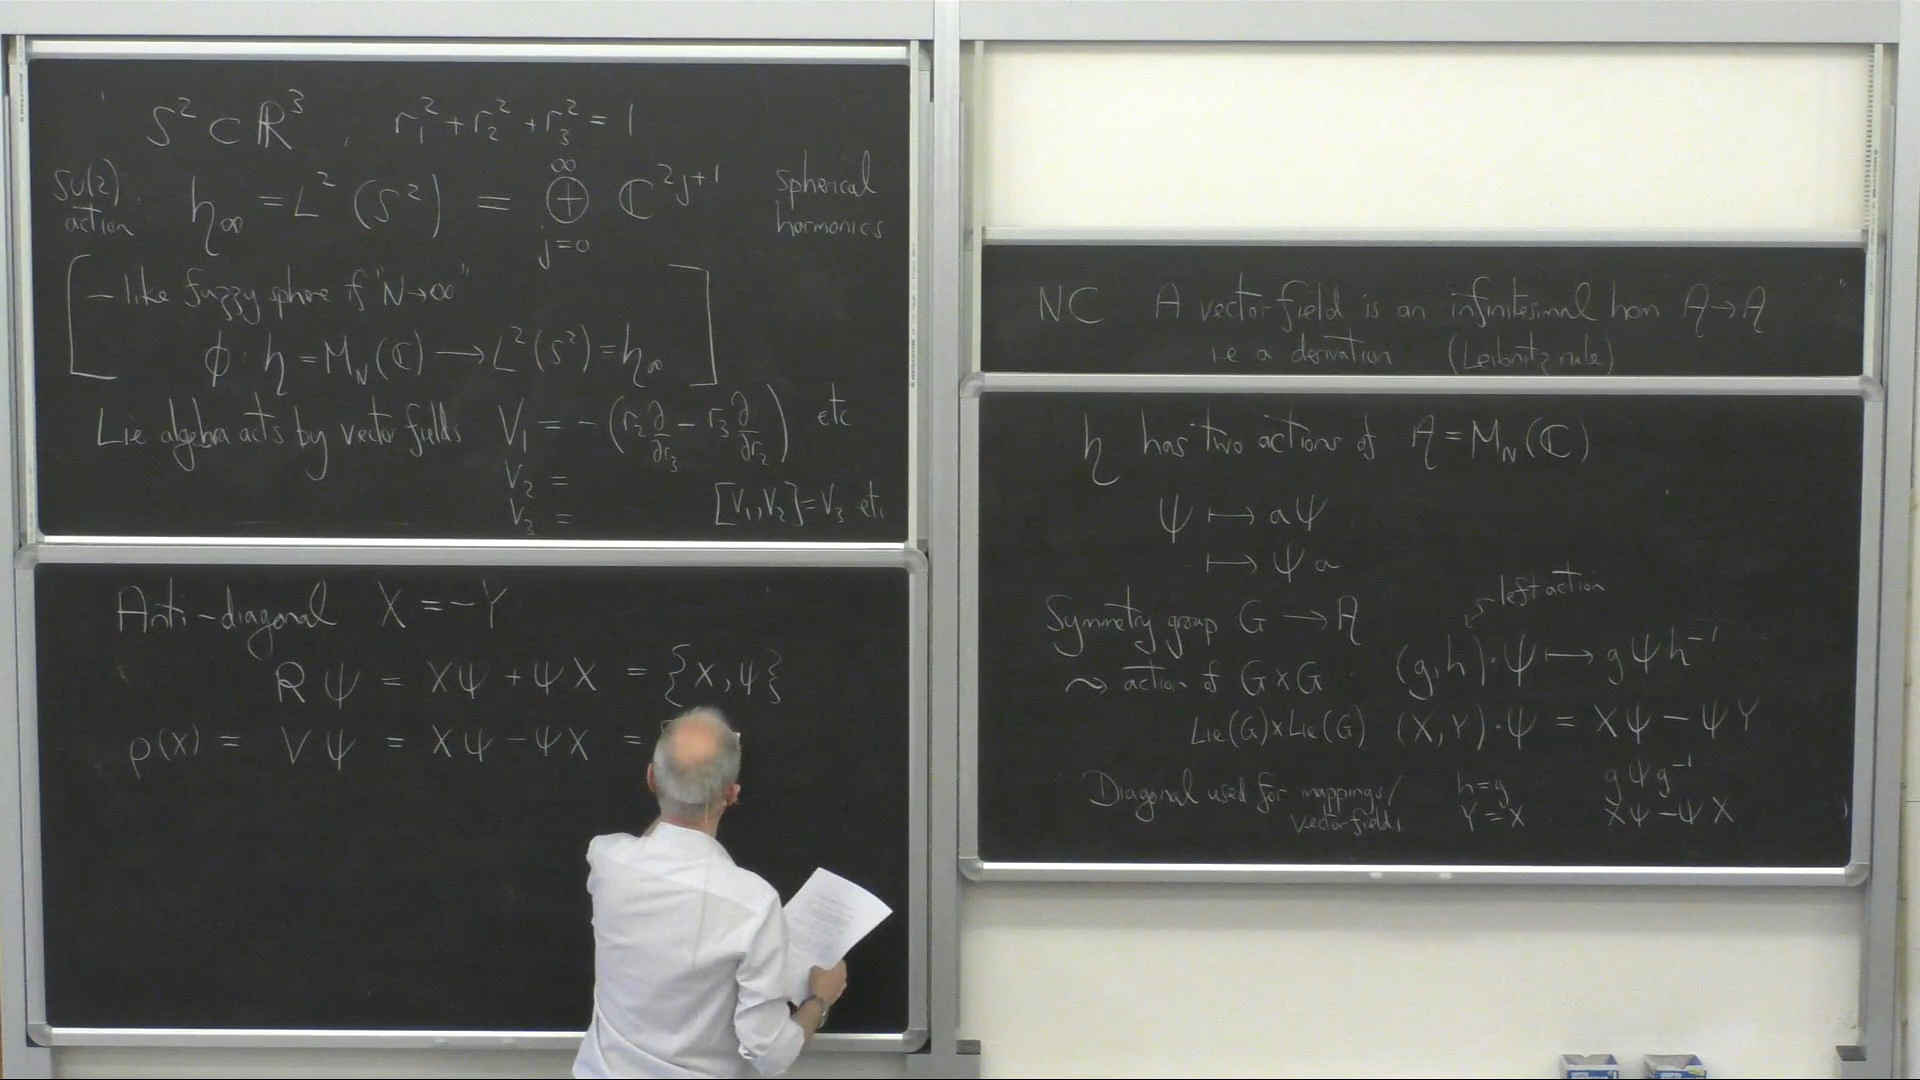 S² ⊂ ℝ³ , r₁² + r₂² + r₃² = 1
SU(2) action. η_∞ = L²(S²) = ⊕_{j=0}^{∞} ℂ^{2j+1} spherical harmonics
- like fuzzy sphere if "N→∞"
ϕ : η = M_N(ℂ) → L²(S²) = η_∞
Lie algebra acts by vector fields V₁ = -(r₂ ∂/∂r₃ - r₃ ∂/∂r₂) etc
V₂ =
V₃ = [V₁,V₂] = V₃ etc
Anti-diagonal X = -Y
R ψ = Xψ + ψX = {X,ψ}
ρ(X) = Vψ = Xψ - ψX =
NC A vector field is an infinitesimal hom A→A
i.e a derivation (Leibnitz rule)
η has two actions of A = M_N(ℂ)
ψ ↦ aψ
↦ ψa
Symmetry group G → A
left action
⤳ action of G×G (g,h)·ψ ↦ gψh⁻¹
Lie(G)×Lie(G) (X,Y)·ψ = Xψ - ψY
Diagonal used for mappings/ h=g gψg⁻¹
vector fields Y=X Xψ - ψX